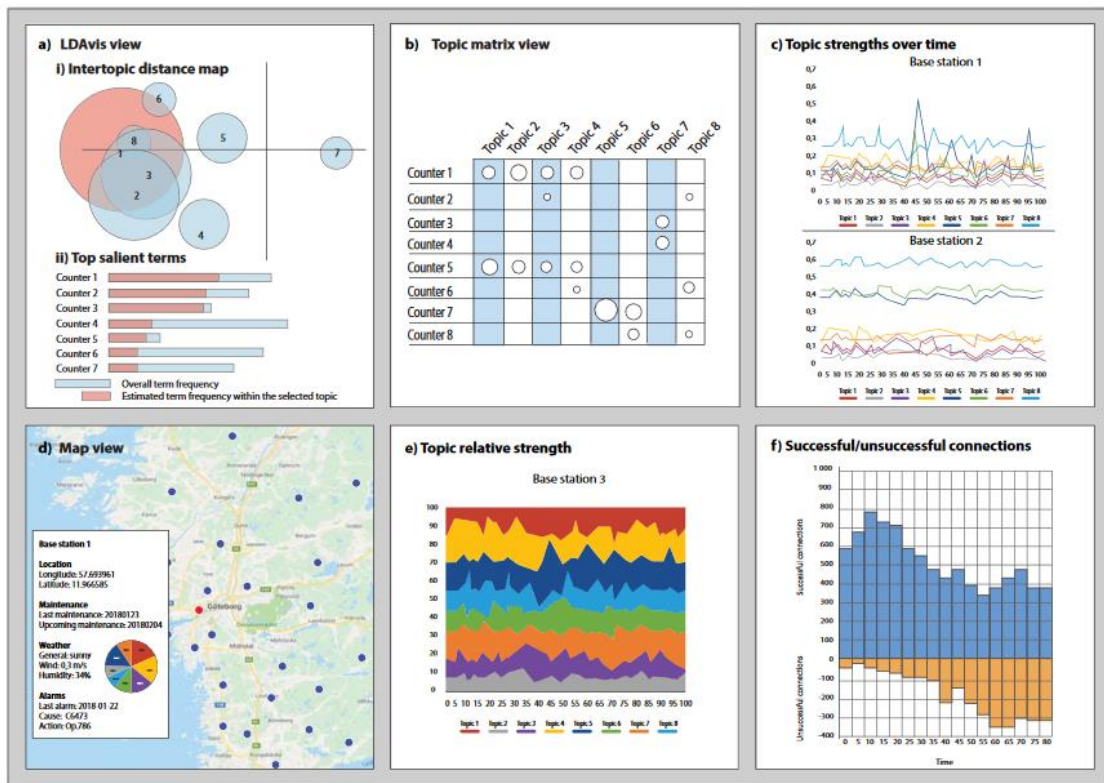 a) LDAvis view
i) Intertopic distance map
6
8
5
1
7
3
2
4
ii) Top salient terms
Counter 1
Counter 2
Counter 3
Counter 4
Counter 5
Counter 6
Counter 7
Overall term frequency
Estimated term frequency within the selected topic
b) Topic matrix view
Topic 1 Topic 2 Topic 3 Topic 4 Topic 5 Topic 6 Topic 7 Topic 8
Counter 1
Counter 2
Counter 3
Counter 4
Counter 5
Counter 6
Counter 7
Counter 8
c) Topic strengths over time
Base station 1
0,7
0,6
0,5
0,4
0,3
0,2
0,1
0
0 5 10 15 20 25 30 35 40 45 50 55 60 65 70 75 80 85 90 95 100
Topic 1 Topic 2 Topic 3 Topic 4 Topic 5 Topic 6 Topic 7 Topic 8
Base station 2
0,7
0,6
0,5
0,4
0,3
0,2
0,1
0
0 5 10 15 20 25 30 35 40 45 50 55 60 65 70 75 80 85 90 95 100
Topic 1 Topic 2 Topic 3 Topic 4 Topic 5 Topic 6 Topic 7 Topic 8
d) Map view
Göteborg
Base station 1
Location
Longitude: 57.693961
Latitude: 11.966585
Maintenance
Last maintenance: 20180123
Upcoming maintenance: 20180204
Weather
General: sunny
Wind: 0,3 m/s
Humidity: 34%
Alarms
Last alarm: 2018-01-22
Cause: C6473
Action: Op.786
e) Topic relative strength
Base station 3
100
90
80
70
60
50
40
30
20
10
0
0 5 10 15 20 25 30 35 40 45 50 55 60 65 70 75 80 85 90 95 100
Topic 1 Topic 2 Topic 3 Topic 4 Topic 5 Topic 6 Topic 7 Topic 8
f) Successful/unsuccessful connections
1 000
900
800
700
600
500
400
300
200
100
0
-100
-200
-300
-400
Successful connections
Unsuccessful connections
0 5 10 15 20 25 30 35 40 45 50 55 60 65 70 75 80
Time